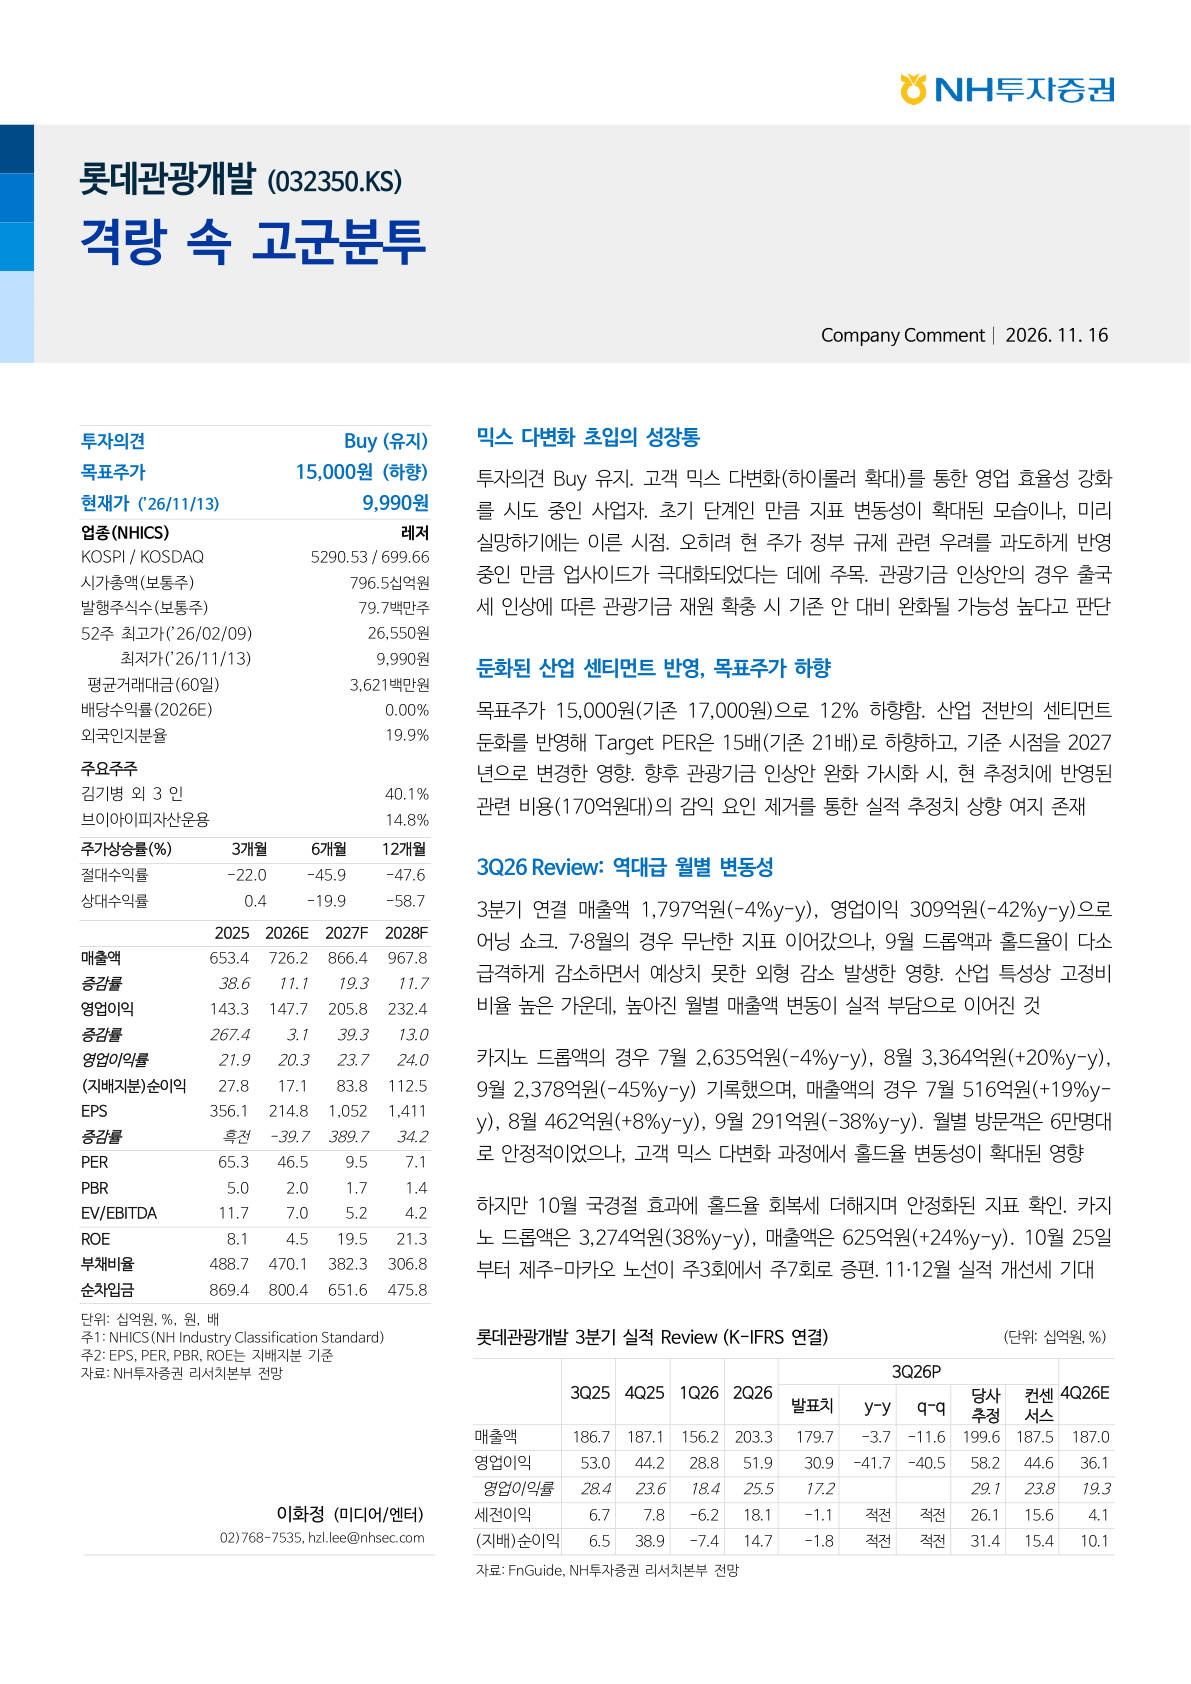 NH투자증권
롯데관광개발 (032350.KS)
격랑 속 고군분투
Company Comment | 2026. 11. 16
투자의견 Buy (유지)
목표주가 15,000원 (하향)
현재가 ('26/11/13) 9,990원
업종(NHICS) 레저
KOSPI / KOSDAQ 5290.53 / 699.66
시가총액(보통주) 796.5십억원
발행주식수(보통주) 79.7백만주
52주 최고가('26/02/09) 26,550원
최저가('26/11/13) 9,990원
평균거래대금(60일) 3,621백만원
배당수익률(2026E) 0.00%
외국인지분율 19.9%
주요주주
김기병 외 3 인 40.1%
브이아이피자산운용 14.8%
주가상승률(%) 3개월 6개월 12개월
절대수익률 -22.0 -45.9 -47.6
상대수익률 0.4 -19.9 -58.7
2025 2026E 2027F 2028F
매출액 653.4 726.2 866.4 967.8
증감률 38.6 11.1 19.3 11.7
영업이익 143.3 147.7 205.8 232.4
증감률 267.4 3.1 39.3 13.0
영업이익률 21.9 20.3 23.7 24.0
(지배지분)순이익 27.8 17.1 83.8 112.5
EPS 356.1 214.8 1,052 1,411
증감률 흑전 -39.7 389.7 34.2
PER 65.3 46.5 9.5 7.1
PBR 5.0 2.0 1.7 1.4
EV/EBITDA 11.7 7.0 5.2 4.2
ROE 8.1 4.5 19.5 21.3
부채비율 488.7 470.1 382.3 306.8
순차입금 869.4 800.4 651.6 475.8
단위: 십억원, %, 원, 배
주1: NHICS(NH Industry Classification Standard)
주2: EPS, PER, PBR, ROE는 지배지분 기준
자료: NH투자증권 리서치본부 전망
이화정 (미디어/엔터)
02)768-7535, hzl.lee@nhsec.com
믹스 다변화 초입의 성장통
투자의견 Buy 유지. 고객 믹스 다변화(하이롤러 확대)를 통한 영업 효율성 강화
를 시도 중인 사업자. 초기 단계인 만큼 지표 변동성이 확대된 모습이나, 미리
실망하기에는 이른 시점. 오히려 현 주가 정부 규제 관련 우려를 과도하게 반영
중인 만큼 업사이드가 극대화되었다는 데에 주목. 관광기금 인상안의 경우 출국
세 인상에 따른 관광기금 재원 확충 시 기존 안 대비 완화될 가능성 높다고 판단
둔화된 산업 센티먼트 반영, 목표주가 하향
목표주가 15,000원(기존 17,000원)으로 12% 하향함. 산업 전반의 센티먼트
둔화를 반영해 Target PER은 15배(기존 21배)로 하향하고, 기준 시점을 2027
년으로 변경한 영향. 향후 관광기금 인상안 완화 가시화 시, 현 추정치에 반영된
관련 비용(170억원대)의 감익 요인 제거를 통한 실적 추정치 상향 여지 존재
3Q26 Review: 역대급 월별 변동성
3분기 연결 매출액 1,797억원(-4%y-y), 영업이익 309억원(-42%y-y)으로
어닝 쇼크. 7·8월의 경우 무난한 지표 이어갔으나, 9월 드롭액과 홀드율이 다소
급격하게 감소하면서 예상치 못한 외형 감소 발생한 영향. 산업 특성상 고정비
비율 높은 가운데, 높아진 월별 매출액 변동이 실적 부담으로 이어진 것
카지노 드롭액의 경우 7월 2,635억원(-4%y-y), 8월 3,364억원(+20%y-y),
9월 2,378억원(-45%y-y) 기록했으며, 매출액의 경우 7월 516억원(+19%y-
y), 8월 462억원(+8%y-y), 9월 291억원(-38%y-y). 월별 방문객은 6만명대
로 안정적이었으나, 고객 믹스 다변화 과정에서 홀드율 변동성이 확대된 영향
하지만 10월 국경절 효과에 홀드율 회복세 더해지며 안정화된 지표 확인. 카지
노 드롭액은 3,274억원(38%y-y), 매출액은 625억원(+24%y-y). 10월 25일
부터 제주-마카오 노선이 주3회에서 주7회로 증편. 11·12월 실적 개선세 기대
롯데관광개발 3분기 실적 Review (K-IFRS 연결) (단위: 십억원, %)
3Q26P
3Q25 4Q25 1Q26 2Q26 발표치 y-y q-q 당사 추정 컨센 서스 4Q26E
매출액 186.7 187.1 156.2 203.3 179.7 -3.7 -11.6 199.6 187.5 187.0
영업이익 53.0 44.2 28.8 51.9 30.9 -41.7 -40.5 58.2 44.6 36.1
영업이익률 28.4 23.6 18.4 25.5 17.2 29.1 23.8 19.3
세전이익 6.7 7.8 -6.2 18.1 -1.1 적전 적전 26.1 15.6 4.1
(지배)순이익 6.5 38.9 -7.4 14.7 -1.8 적전 적전 31.4 15.4 10.1
자료: FnGuide, NH투자증권 리서치본부 전망